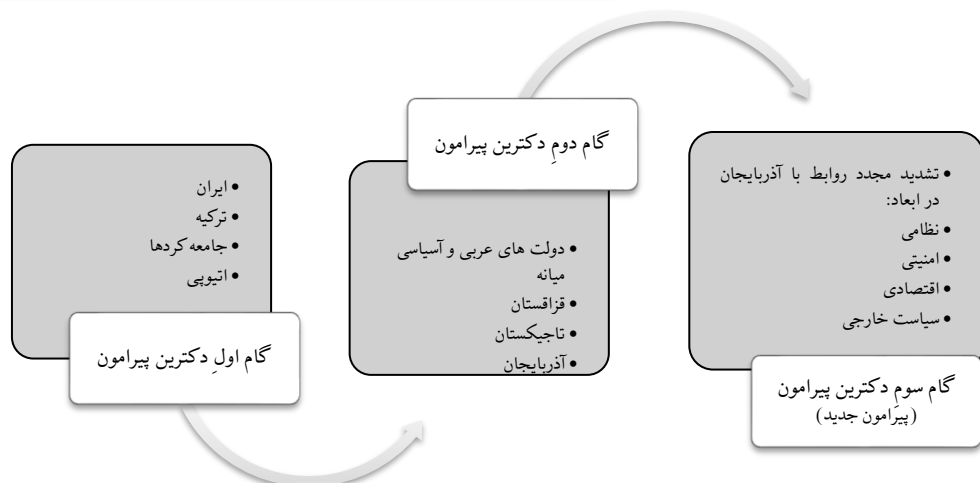 • ایران
• ترکیه
• جامعه کردها
• اتیوپی
گام اولِ دکترین پیرامون
گام دومِ دکترین پیرامون
• دولت های عربی و آسیاسی
میانه
• قزاقستان
• تاجیکستان
• آذربایجان
• تشدید مجدد روابط با آذربایجان
در ابعاد:
• نظامی
• امنیتی
• اقتصادی
• سیاست خارجی
گام سومِ دکترین پیرامون
(پیرامون جدید)